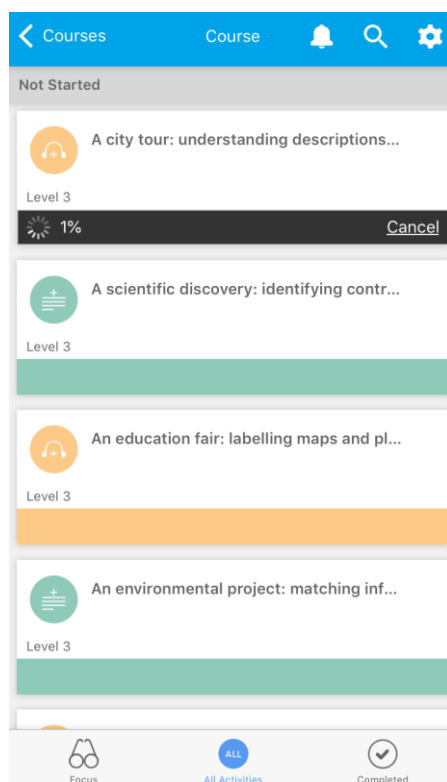 Courses Course
Not Started
A city tour: understanding descriptions...
Level 3
1% Cancel
A scientific discovery: identifying contr...
Level 3
An education fair: labelling maps and pl...
Level 3
An environmental project: matching inf...
Level 3
ALL
Focus All Activities Completed